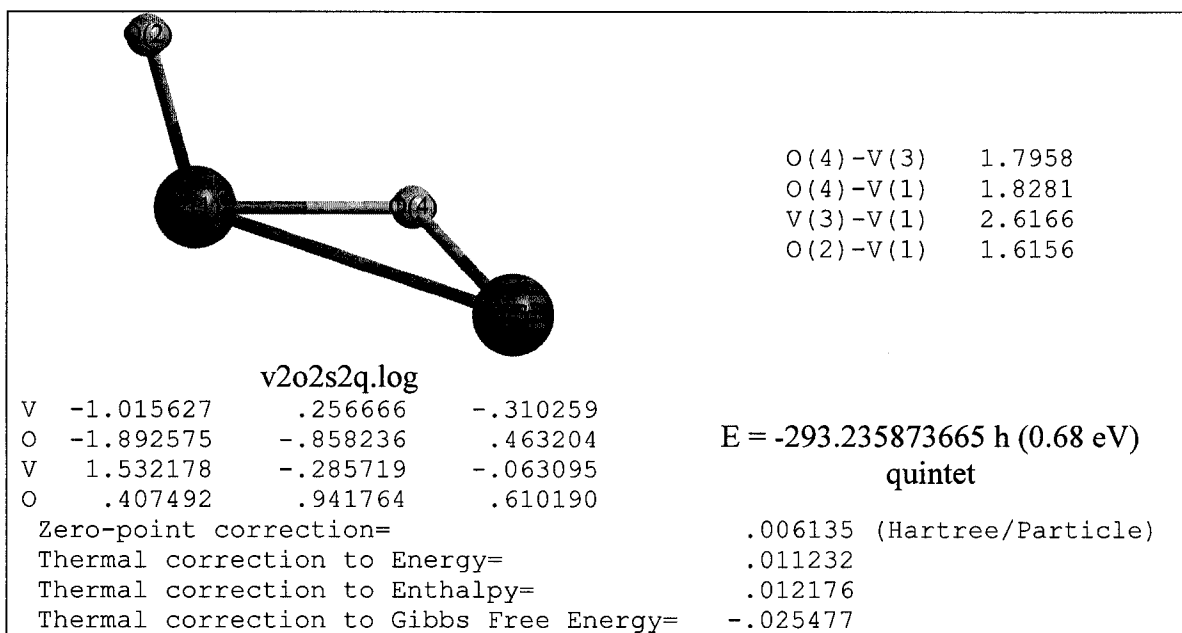 O(4)-V(3) 1.7958
O(4)-V(1) 1.8281
V(3)-V(1) 2.6166
O(2)-V(1) 1.6156
v2o2s2q.log
V -1.015627 .256666 -.310259
O -1.892575 -.858236 .463204
V 1.532178 -.285719 -.063095
O .407492 .941764 .610190
E = -293.235873665 h (0.68 eV)
quintet
Zero-point correction= .006135 (Hartree/Particle)
Thermal correction to Energy= .011232
Thermal correction to Enthalpy= .012176
Thermal correction to Gibbs Free Energy= -.025477